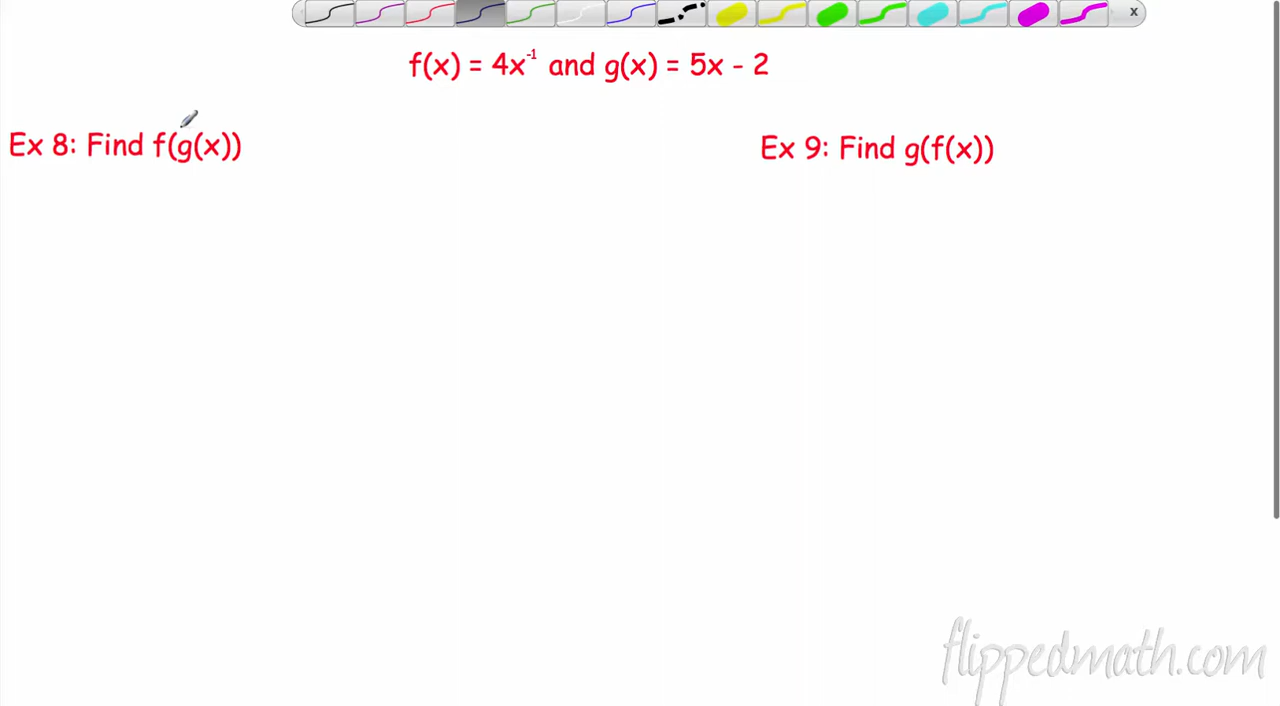 x
f(x) = 4x⁻¹ and g(x) = 5x - 2
Ex 8: Find f(g(x))
Ex 9: Find g(f(x))
flippedmath.com